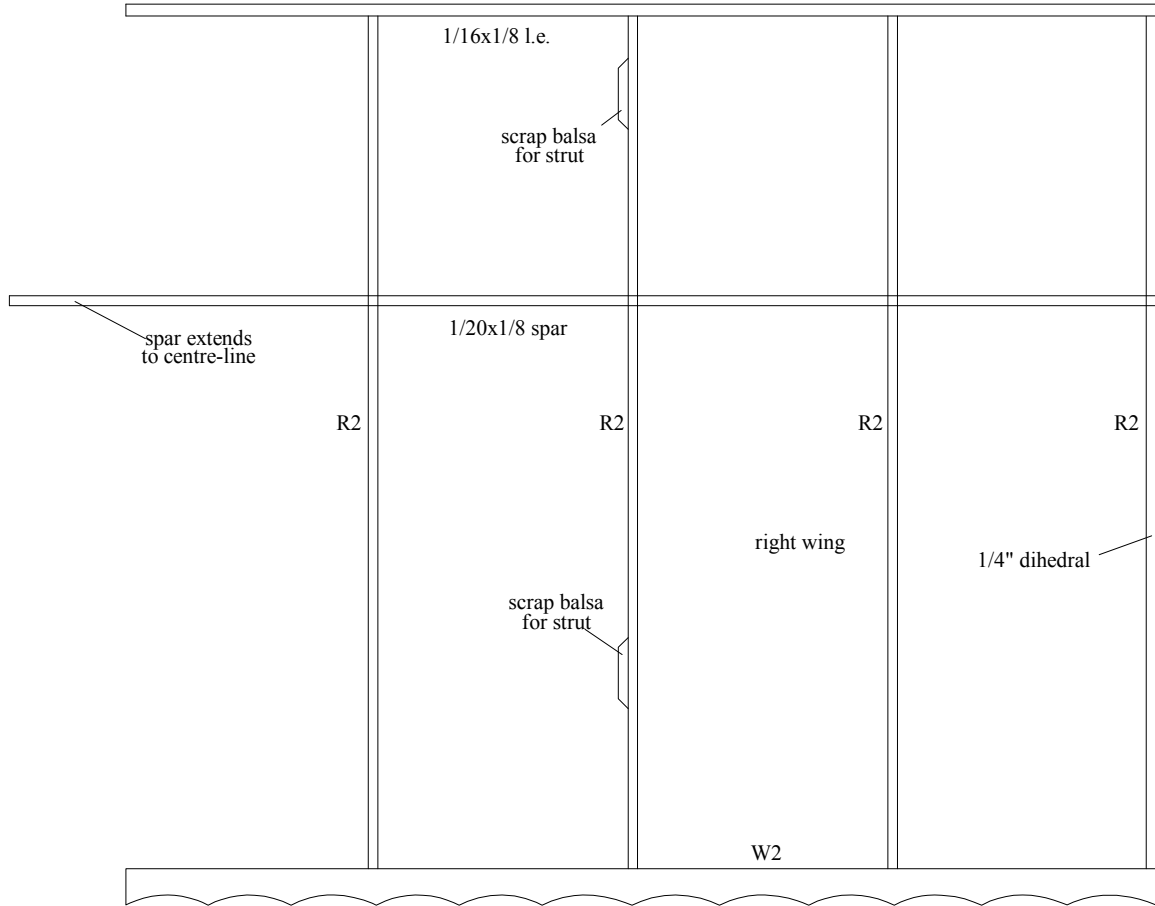 1/16x1/8 l.e.
scrap balsa
for strut
spar extends
to centre-line
1/20x1/8 spar
R2
R2
R2
R2
right wing
1/4" dihedral
scrap balsa
for strut
W2